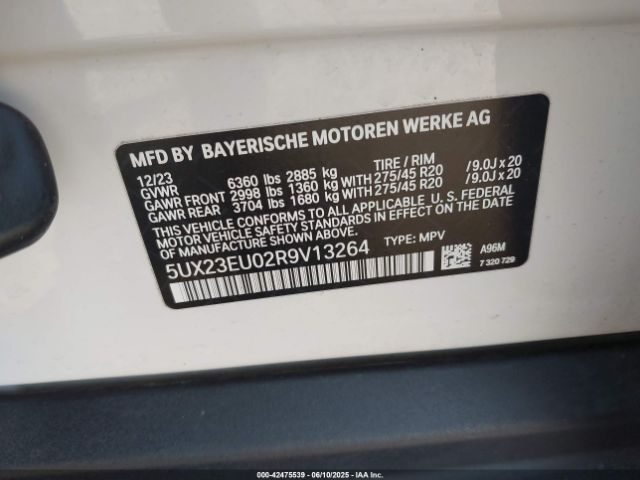 MFD BY BAYERISCHE MOTOREN WERKE AG
12/23 TIRE / RIM
GVWR 6360 lbs 2885 kg
GAWR FRONT 2998 lbs 1360 kg WITH 275/45 R20 / 9.0J x 20
GAWR REAR 3704 lbs 1680 kg WITH 275/45 R20 / 9.0J x 20
THIS VEHICLE CONFORMS TO ALL APPLICABLE U. S. FEDERAL
MOTOR VEHICLE SAFETY STANDARDS IN EFFECT ON THE DATE
OF MANUFACTURE SHOWN ABOVE.
5UX23EU02R9V13264 TYPE: MPV
A96M
7 320 729
000-42475539 - 06/10/2025 - IAAI.COM